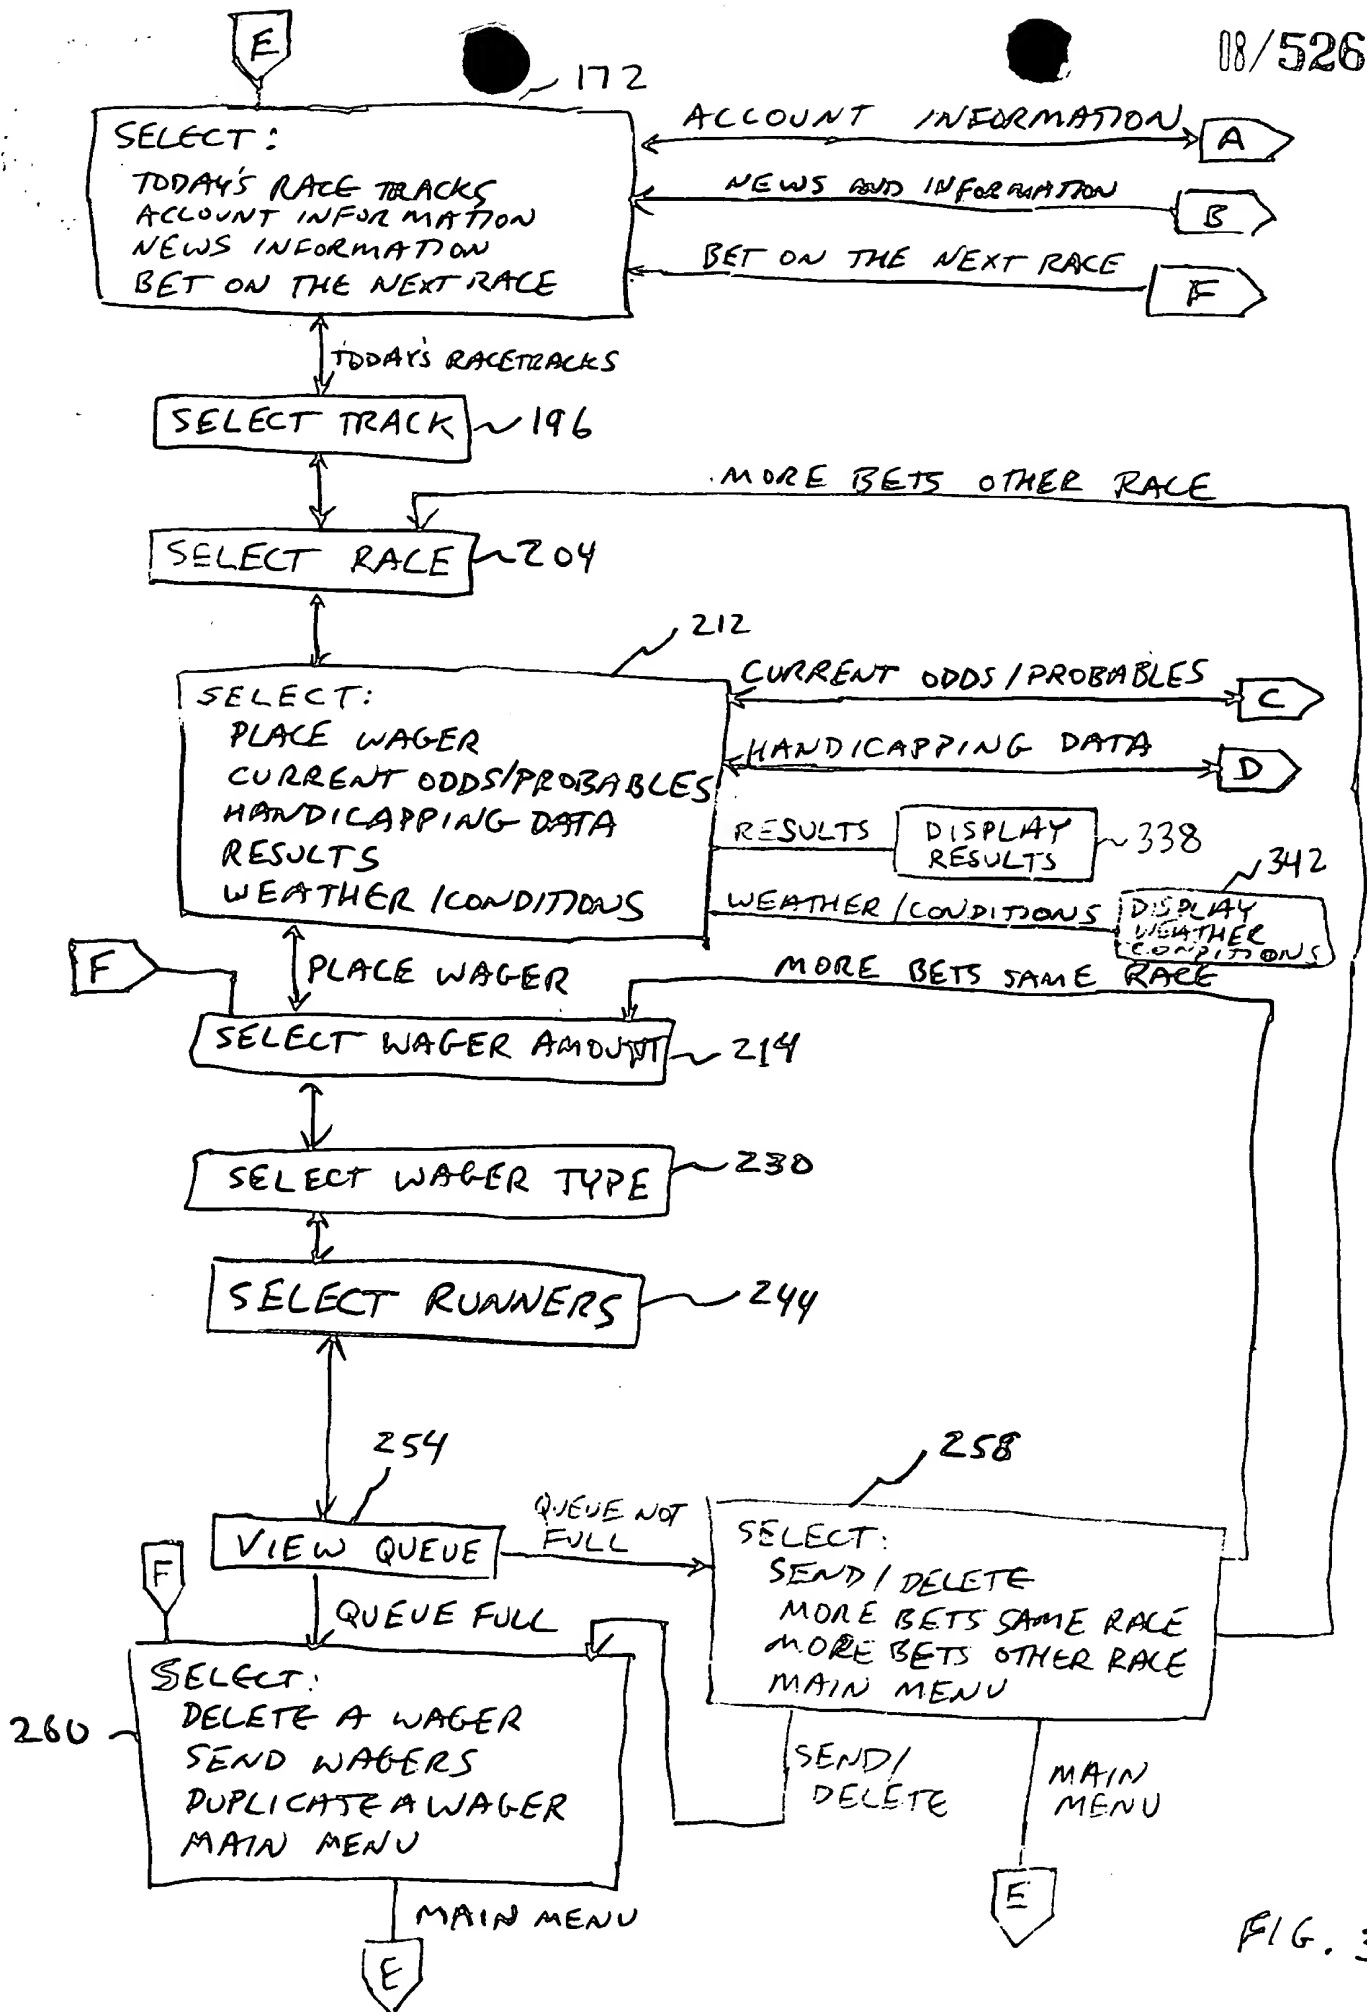 E
08/526
172
SELECT:
TODAY'S RACE TRACKS
ACCOUNT INFORMATION
NEWS INFORMATION
BET ON THE NEXT RACE
ACCOUNT INFORMATION
A
NEWS AND INFORMATION
B
BET ON THE NEXT RACE
F
TODAY'S RACETRACKS
SELECT TRACK
196
MORE BETS OTHER RACE
SELECT RACE
204
212
SELECT:
PLACE WAGER
CURRENT ODDS/PROBABLES
HANDICAPPING DATA
RESULTS
WEATHER/CONDITIONS
CURRENT ODDS/PROBABLES
C
HANDICAPPING DATA
D
RESULTS
DISPLAY
RESULTS
338
342
WEATHER/CONDITIONS
DISPLAY
WEATHER
CONDITIONS
F
PLACE WAGER
MORE BETS SAME RACE
SELECT WAGER AMOUNT
214
SELECT WAGER TYPE
230
SELECT RUNNERS
244
254
258
VIEW QUEUE
QUEUE NOT
FULL
SELECT:
SEND/DELETE
MORE BETS SAME RACE
MORE BETS OTHER RACE
MAIN MENU
F
QUEUE FULL
260
SELECT:
DELETE A WAGER
SEND WAGERS
DUPLICATE A WAGER
MAIN MENU
SEND/
DELETE
MAIN
MENU
E
MAIN MENU
E
FIG. 3